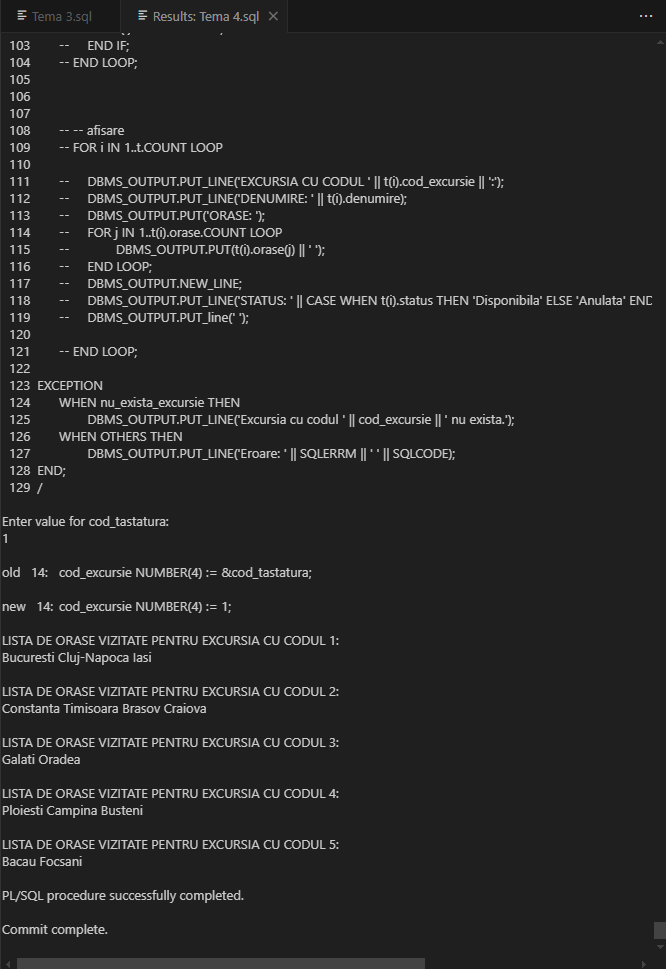 Tema 3.sql
Results: Tema 4.sql
103 -- END IF;
104 -- END LOOP;
105
106
107
108 -- -- afisare
109 -- FOR i IN 1..t.COUNT LOOP
110
111 -- DBMS_OUTPUT.PUT_LINE('EXCURSIA CU CODUL ' || t(i).cod_excursie || ':');
112 -- DBMS_OUTPUT.PUT_LINE('DENUMIRE: ' || t(i).denumire);
113 -- DBMS_OUTPUT.PUT('ORASE: ');
114 -- FOR j IN 1..t(i).orase.COUNT LOOP
115 -- DBMS_OUTPUT.PUT(t(i).orase(j) || ' ');
116 -- END LOOP;
117 -- DBMS_OUTPUT.NEW_LINE;
118 -- DBMS_OUTPUT.PUT_LINE('STATUS: ' || CASE WHEN t(i).status THEN 'Disponibila' ELSE 'Anulata' END
119 -- DBMS_OUTPUT.PUT_line(' ');
120
121 -- END LOOP;
122
123 EXCEPTION
124 WHEN nu_exista_excursie THEN
125 DBMS_OUTPUT.PUT_LINE('Excursia cu codul ' || cod_excursie || ' nu exista.');
126 WHEN OTHERS THEN
127 DBMS_OUTPUT.PUT_LINE('Eroare: ' || SQLERRM || ' ' || SQLCODE);
128 END;
129 /
Enter value for cod_tastatura:
1
old 14: cod_excursie NUMBER(4) := &cod_tastatura;
new 14: cod_excursie NUMBER(4) := 1;
LISTA DE ORASE VIZITATE PENTRU EXCURSIA CU CODUL 1:
Bucuresti Cluj-Napoca Iasi
LISTA DE ORASE VIZITATE PENTRU EXCURSIA CU CODUL 2:
Constanta Timisoara Brasov Craiova
LISTA DE ORASE VIZITATE PENTRU EXCURSIA CU CODUL 3:
Galati Oradea
LISTA DE ORASE VIZITATE PENTRU EXCURSIA CU CODUL 4:
Ploiesti Campina Busteni
LISTA DE ORASE VIZITATE PENTRU EXCURSIA CU CODUL 5:
Bacau Focsani
PL/SQL procedure successfully completed.
Commit complete.